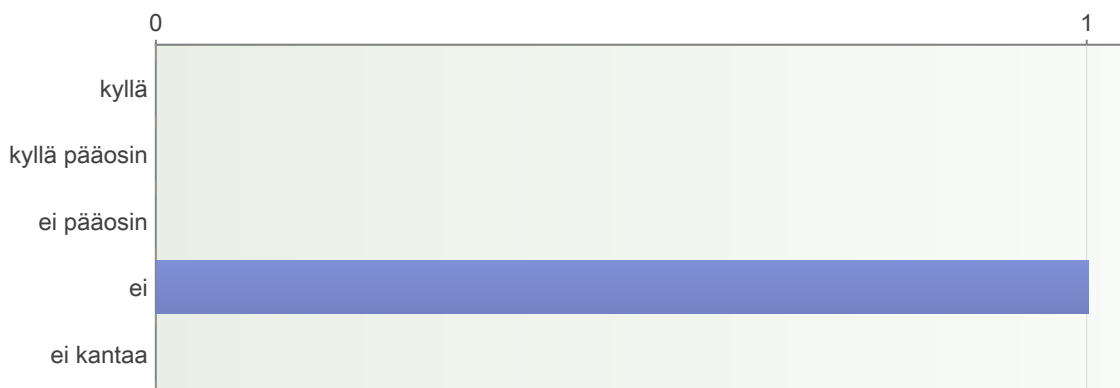 0 1
kyllä
kyllä pääosin
ei pääosin
ei
ei kantaa